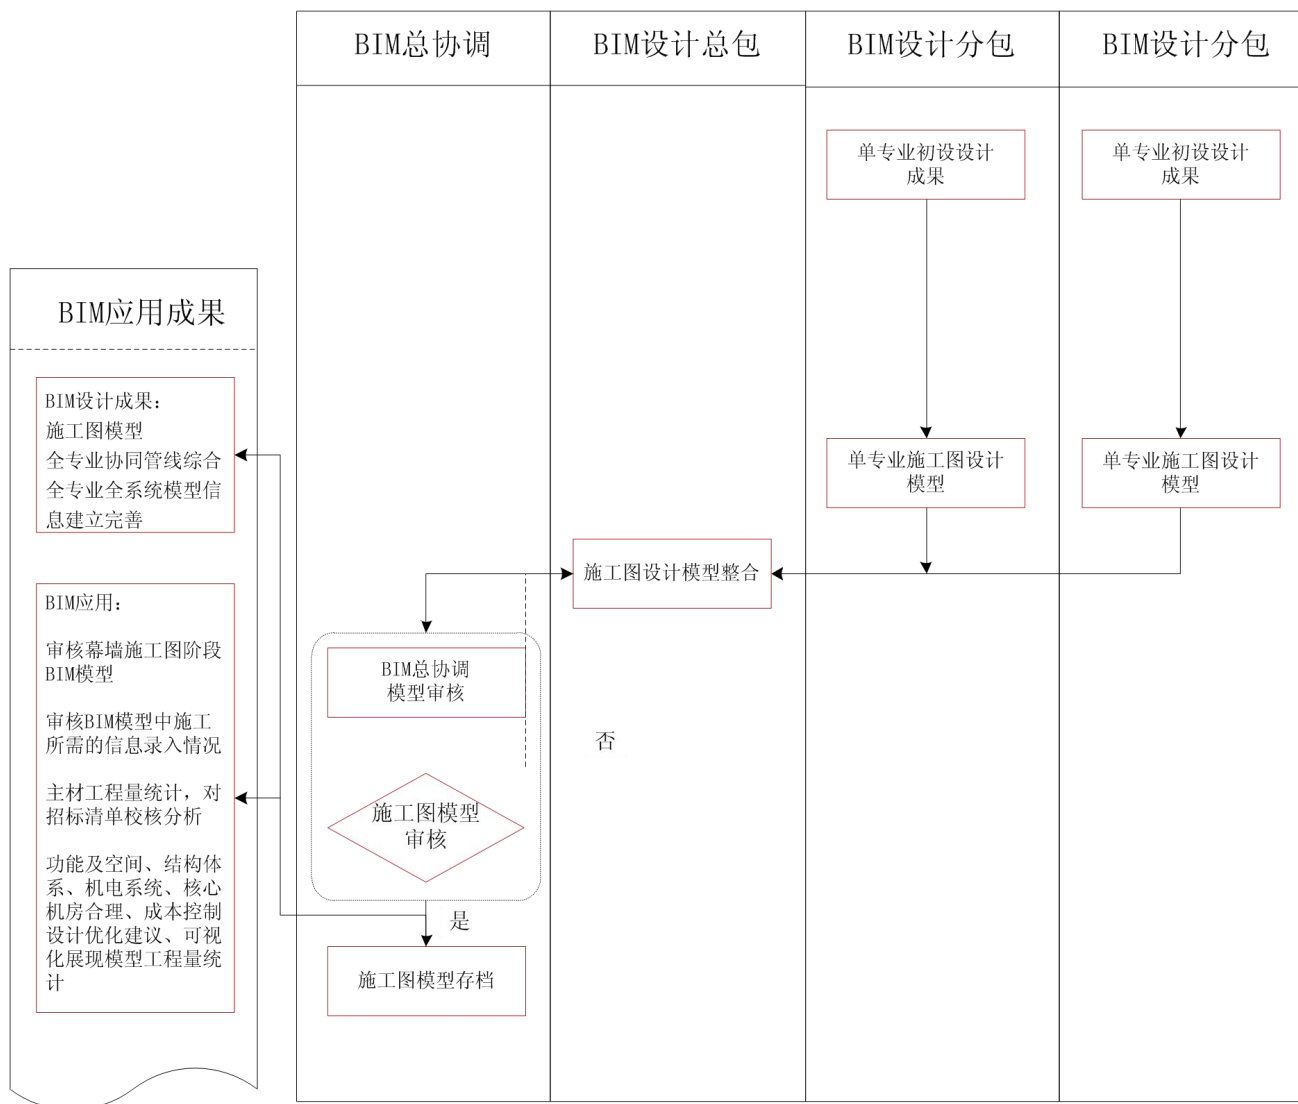 BIM总协调
BIM设计总包
BIM设计分包
BIM设计分包
单专业初设设计
成果
单专业初设设计
成果
BIM应用成果
BIM设计成果：
施工图模型
全专业协同管线综合
全专业全系统模型信
息建立完善
单专业施工图设计
模型
单专业施工图设计
模型
施工图设计模型整合
BIM应用：
审核幕墙施工图阶段
BIM模型
审核BIM模型中施工
所需的信息录入情况
主材工程量统计，对
招标清单校核分析
功能及空间、结构体
系、机电系统、核心
机房合理、成本控制
设计优化建议、可视
化展现模型工程量统
计
BIM总协调
模型审核
否
施工图模型
审核
是
施工图模型存档